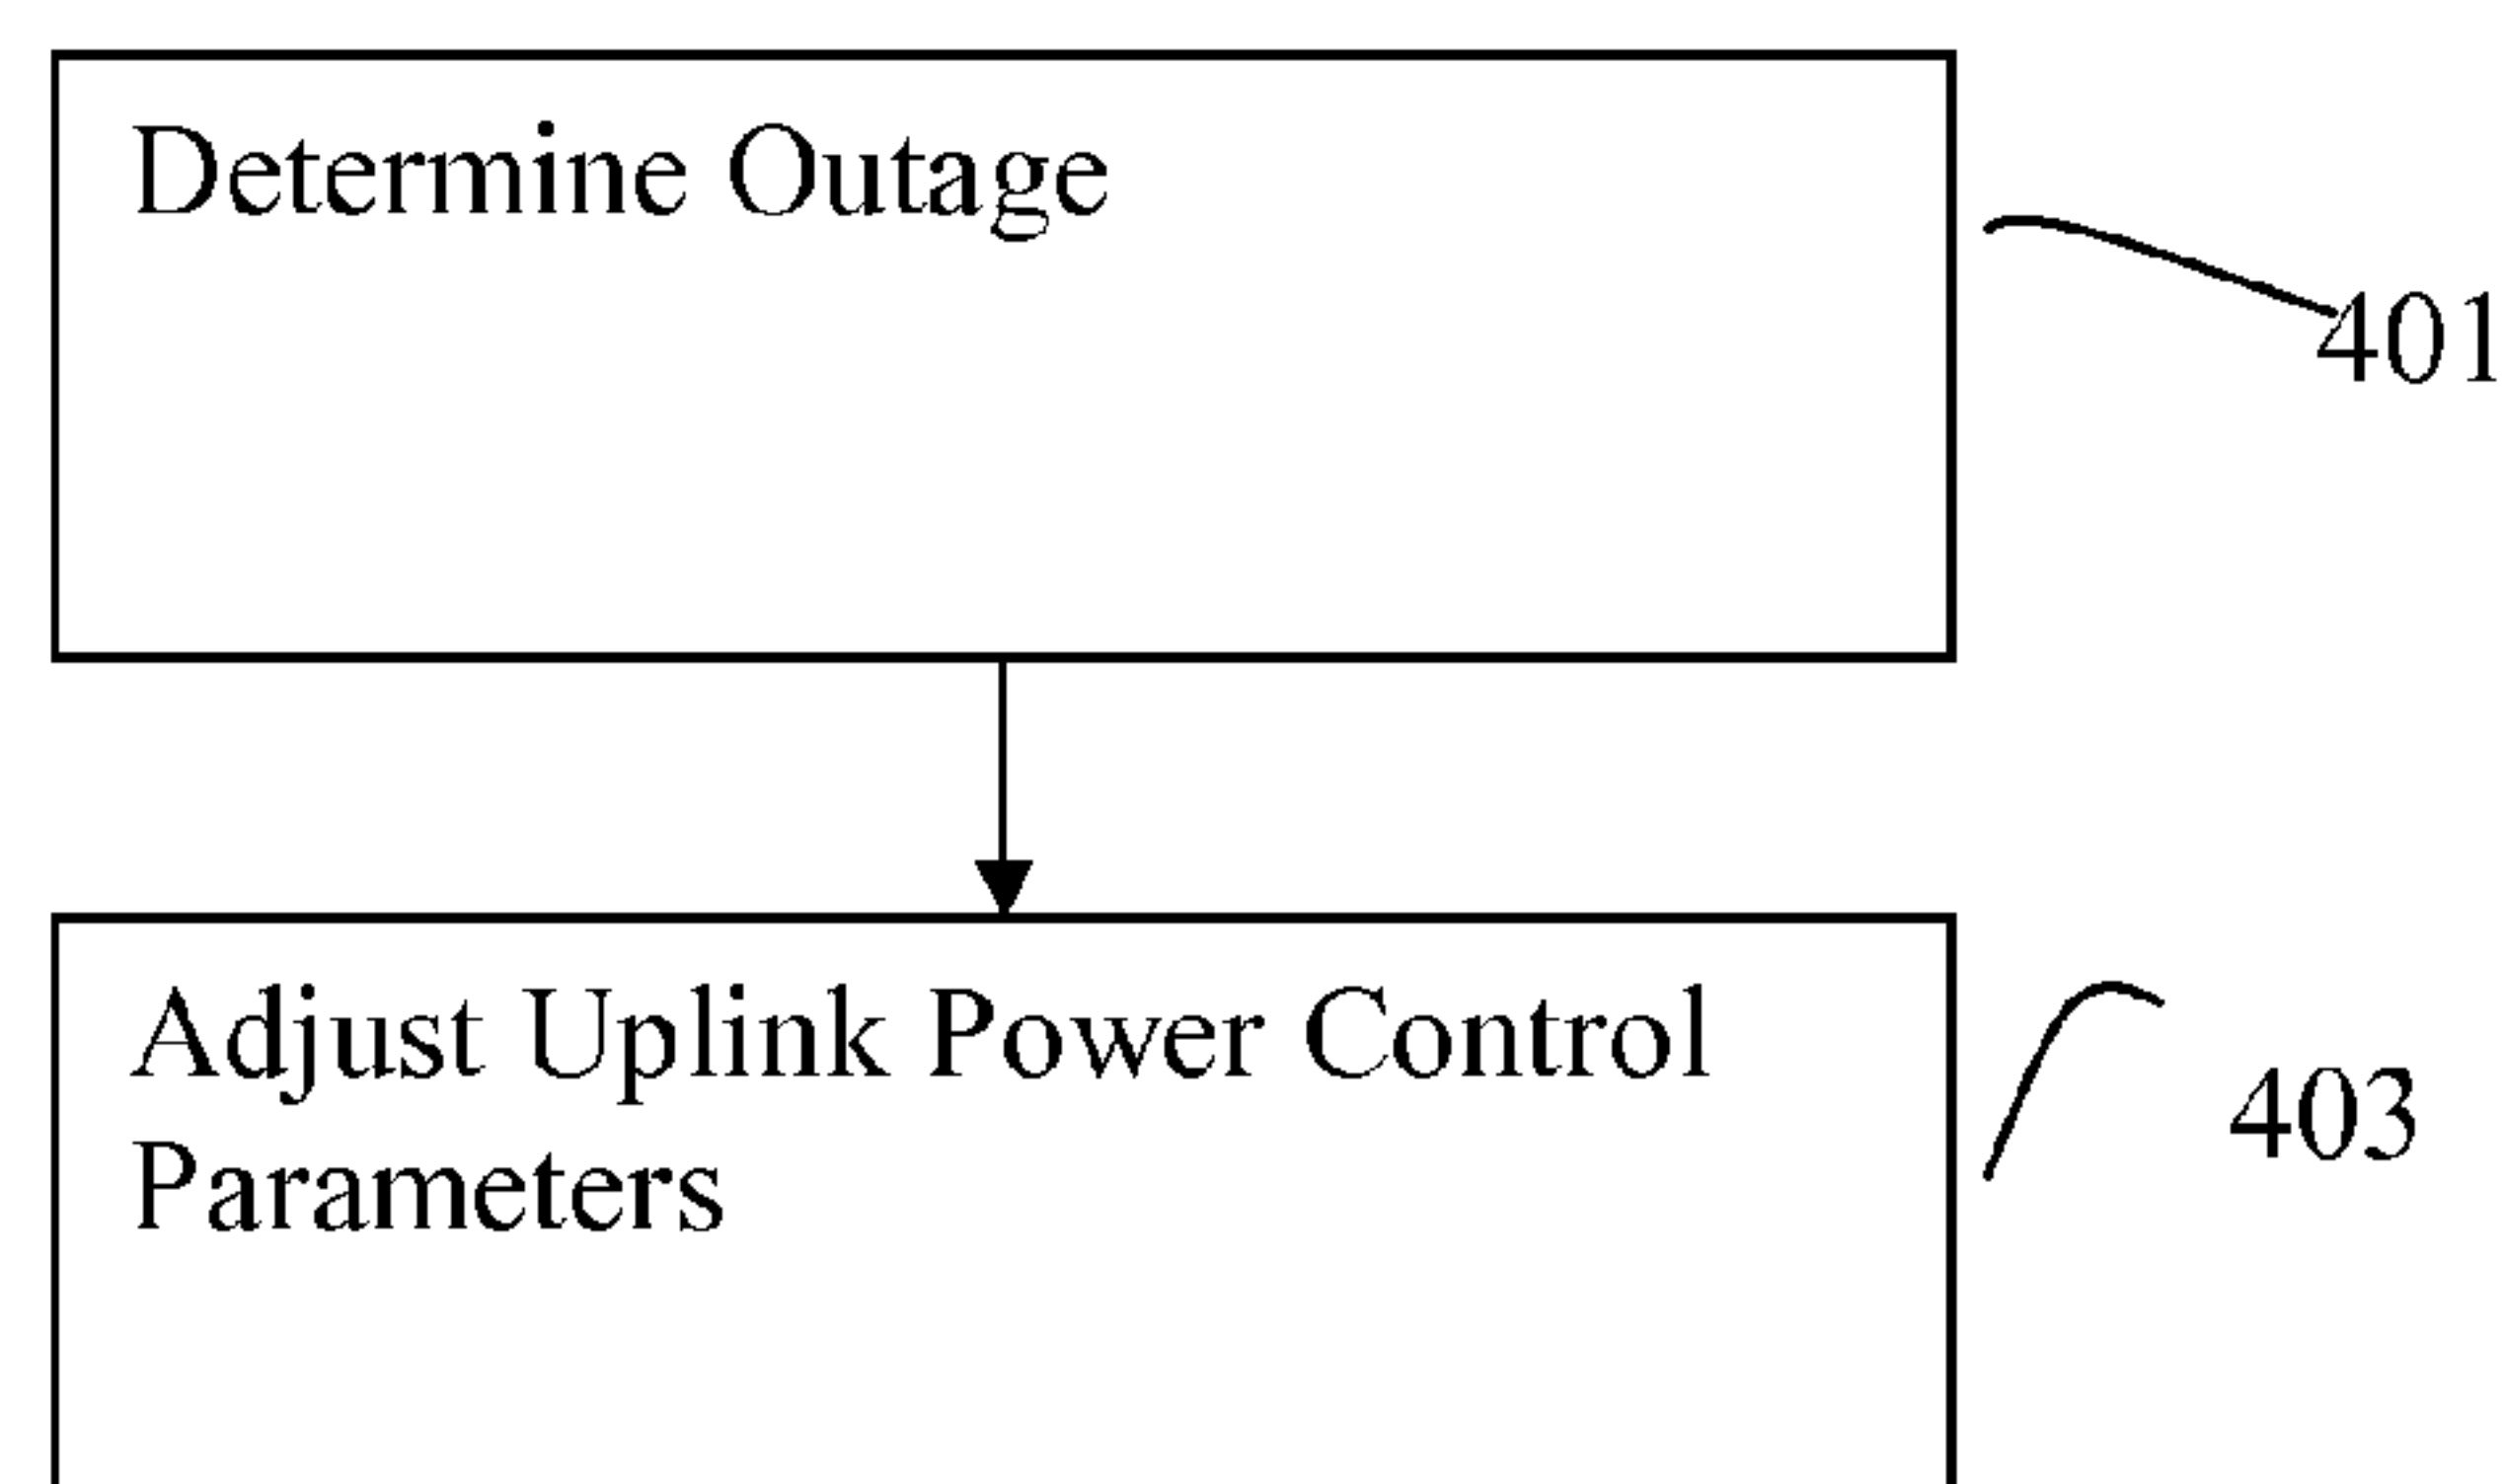 Determine Outage
401
Adjust Uplink Power Control
Parameters
403